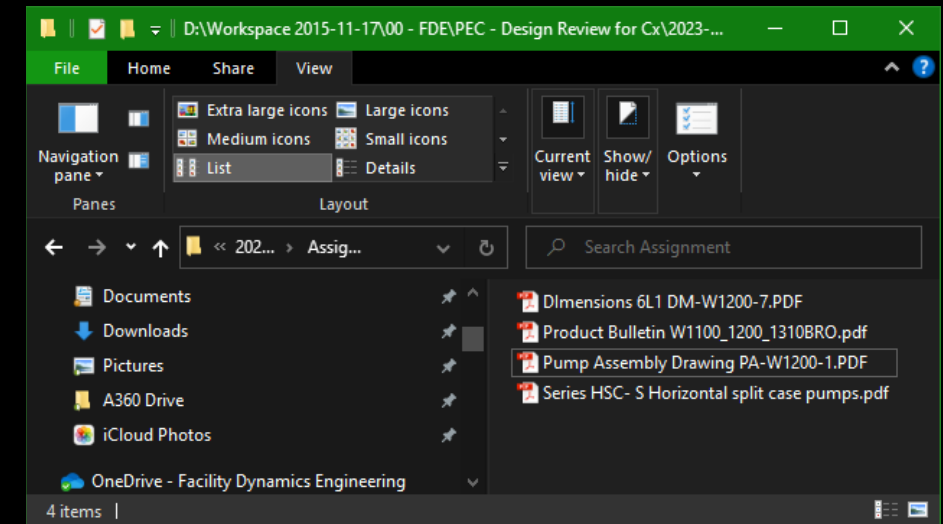 D:\Workspace 2015-11-17\00 - FDE\PEC - Design Review for Cx\2023-...
File Home Share View
Extra large icons Large icons
Medium icons Small icons
List Details
Navigation pane
Current view
Show/ hide
Options
Panes Layout
« 202... › Assig... Search Assignment
Documents
Downloads
Pictures
A360 Drive
iCloud Photos
OneDrive - Facility Dynamics Engineering
DImensions 6L1 DM-W1200-7.PDF
Product Bulletin W1100_1200_1310BRO.pdf
Pump Assembly Drawing PA-W1200-1.PDF
Series HSC- S Horizontal split case pumps.pdf
4 items